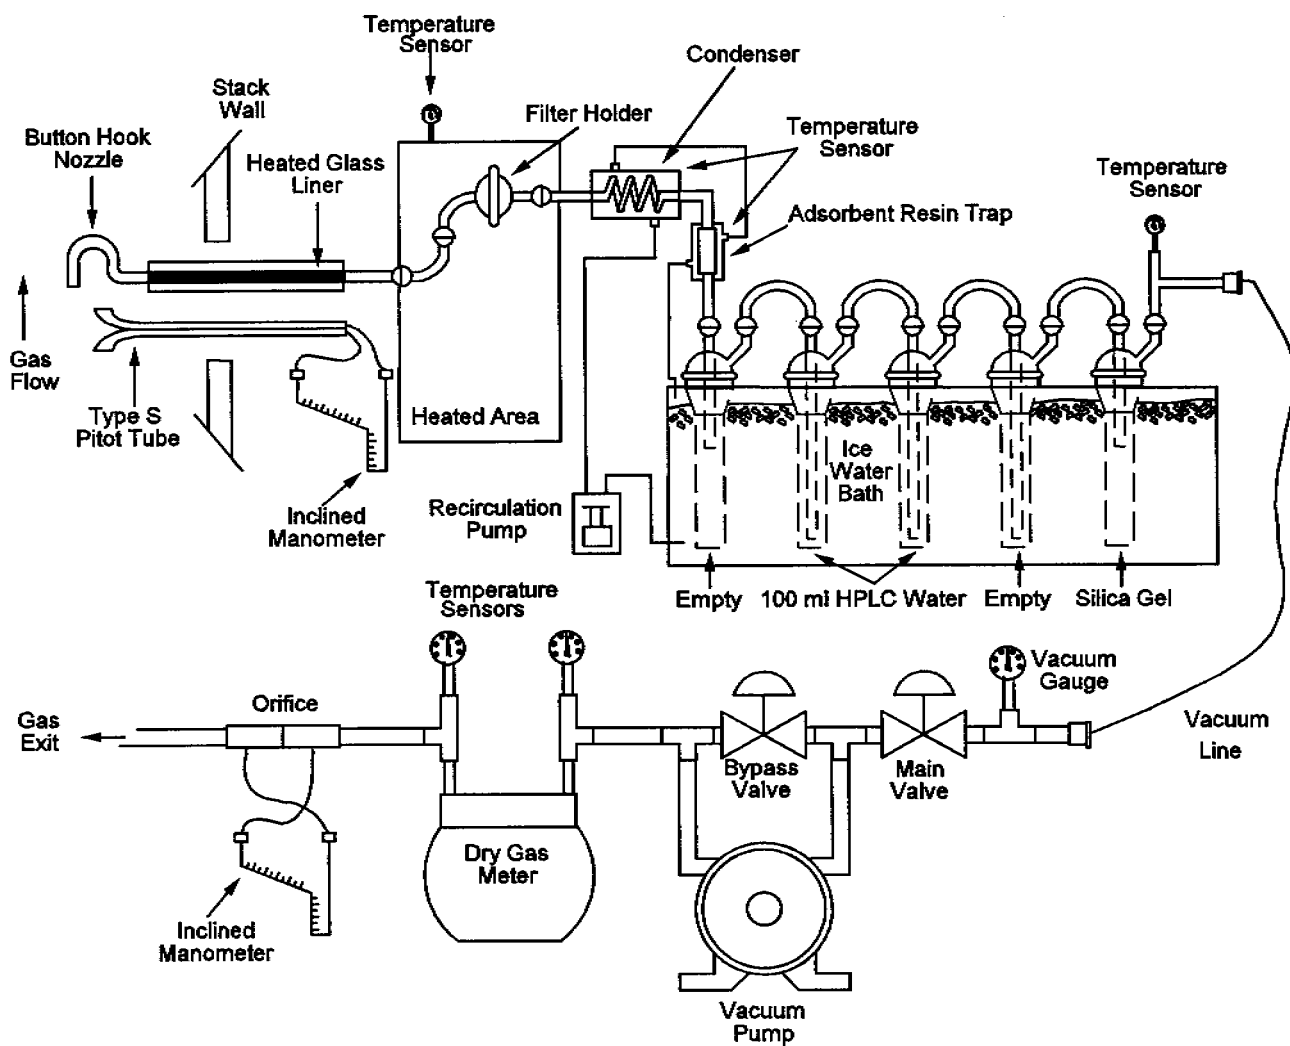 Temperature
Sensor
Condenser
Stack
Wall
Filter Holder
Button Hook
Nozzle
Heated Glass
Liner
Temperature
Sensor
Temperature
Sensor
Adsorbent Resin Trap
Gas
Flow
Type S
Pitot Tube
Heated Area
Ice
Water
Bath
Inclined
Manometer
Recirculation
Pump
Empty
100 ml HPLC Water
Empty
Silica Gel
Temperature
Sensors
Vacuum
Gauge
Orifice
Gas
Exit
Vacuum
Line
Bypass
Valve
Main
Valve
Dry Gas
Meter
Inclined
Manometer
Vacuum
Pump